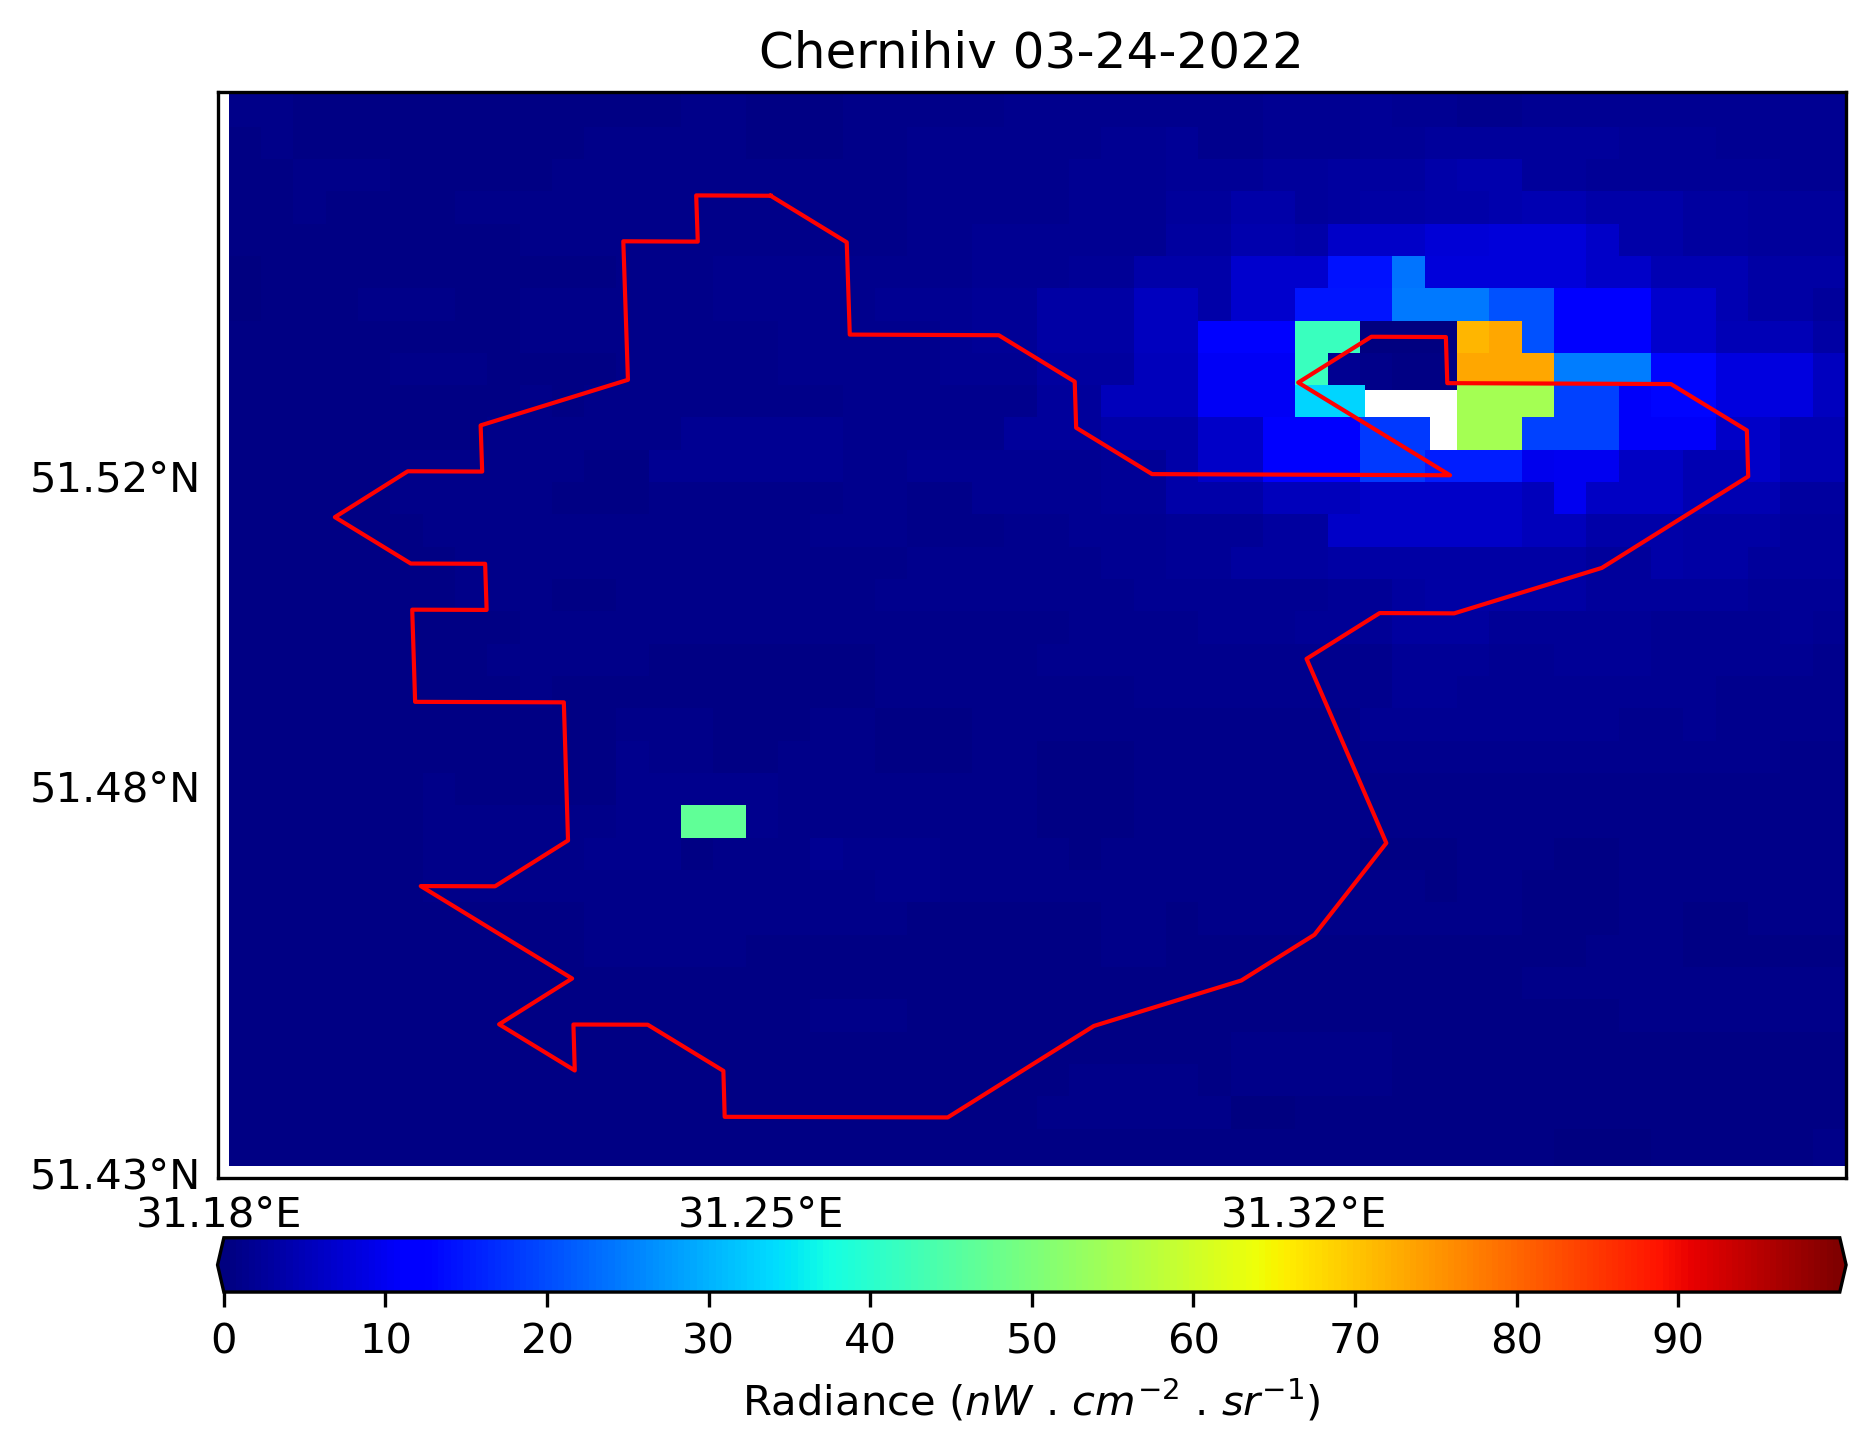 Chernihiv 03-24-2022
51.52°N
51.48°N
51.43°N
31.18°E 31.25°E 31.32°E
0 10 20 30 40 50 60 70 80 90
Radiance (nW . cm⁻² . sr⁻¹)